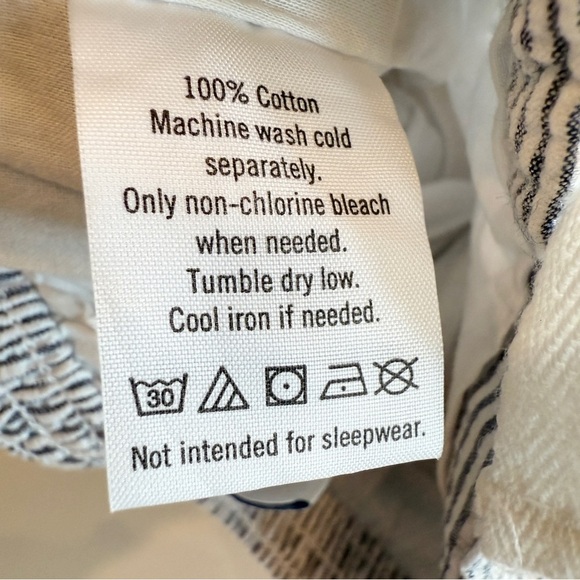 100% Cotton
Machine wash cold
separately.
Only non-chlorine bleach
when needed.
Tumble dry low.
Cool iron if needed.
30
Not intended for sleepwear.